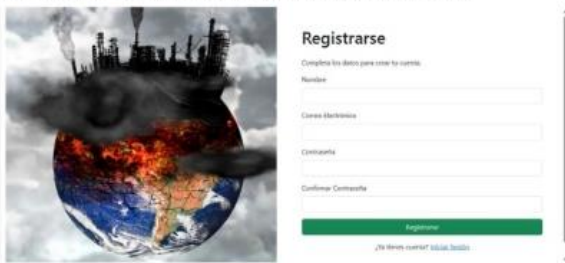 Registrarse
Completa los datos para crear tu cuenta.
Nombre
Correo Electrónico
Contraseña
Confirmar Contraseña
Registrarse
¿Ya tienes cuenta? Iniciar Sesión